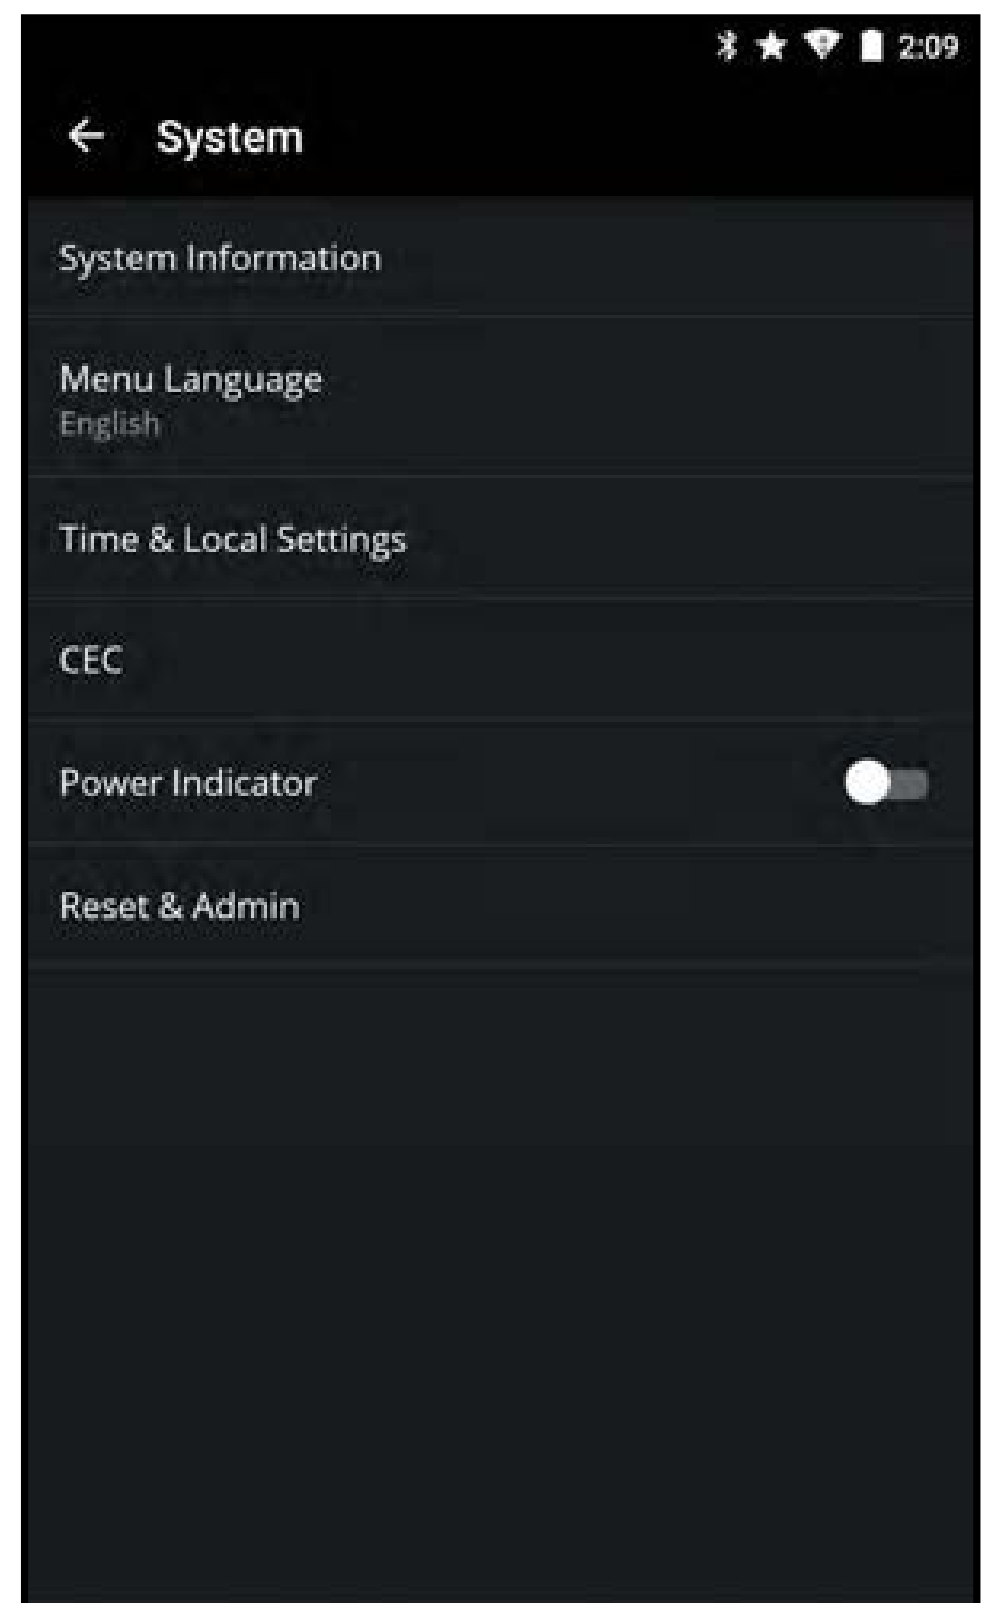 2:09
System
System Information
Menu Language
English
Time & Local Settings
CEC
Power Indicator
Reset & Admin